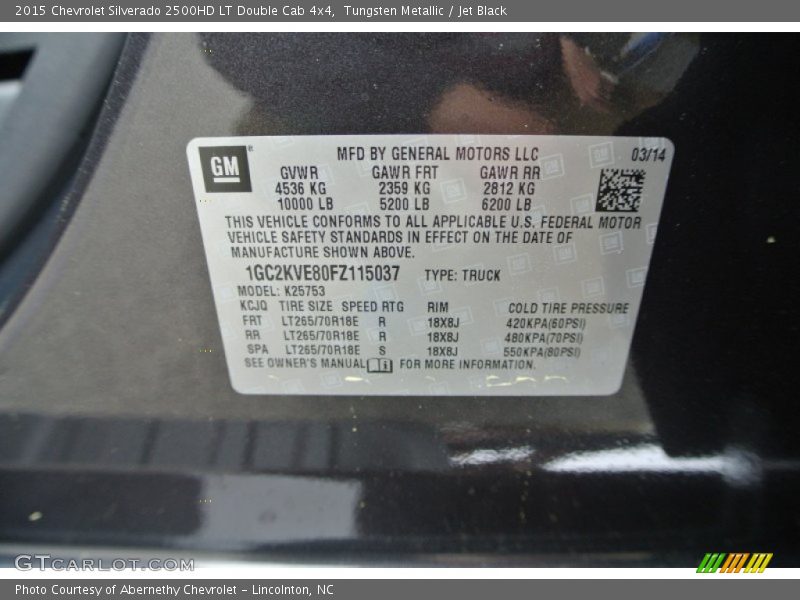 2015 Chevrolet Silverado 2500HD LT Double Cab 4x4, Tungsten Metallic / Jet Black
GM ®
MFD BY GENERAL MOTORS LLC 03/14
GVWR GAWR FRT GAWR RR
4536 KG 2359 KG 2812 KG
10000 LB 5200 LB 6200 LB
THIS VEHICLE CONFORMS TO ALL APPLICABLE U.S. FEDERAL MOTOR
VEHICLE SAFETY STANDARDS IN EFFECT ON THE DATE OF
MANUFACTURE SHOWN ABOVE.
1GC2KVE80FZ115037 TYPE: TRUCK
MODEL: K25753
KCJQ TIRE SIZE SPEED RTG RIM COLD TIRE PRESSURE
FRT LT265/70R18E R 18X8J 420KPA(60PSI)
RR LT265/70R18E R 18X8J 480KPA(70PSI)
SPA LT265/70R18E S 18X8J 550KPA(80PSI)
SEE OWNER'S MANUAL i FOR MORE INFORMATION.
GTCARLOT.COM
Photo Courtesy of Abernethy Chevrolet – Lincolnton, NC